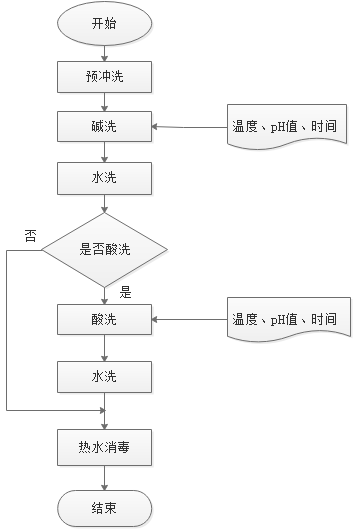 开始
预冲洗
碱洗
温度、pH值、时间
水洗
是否酸洗
否
是
酸洗
温度、pH值、时间
水洗
热水消毒
结束